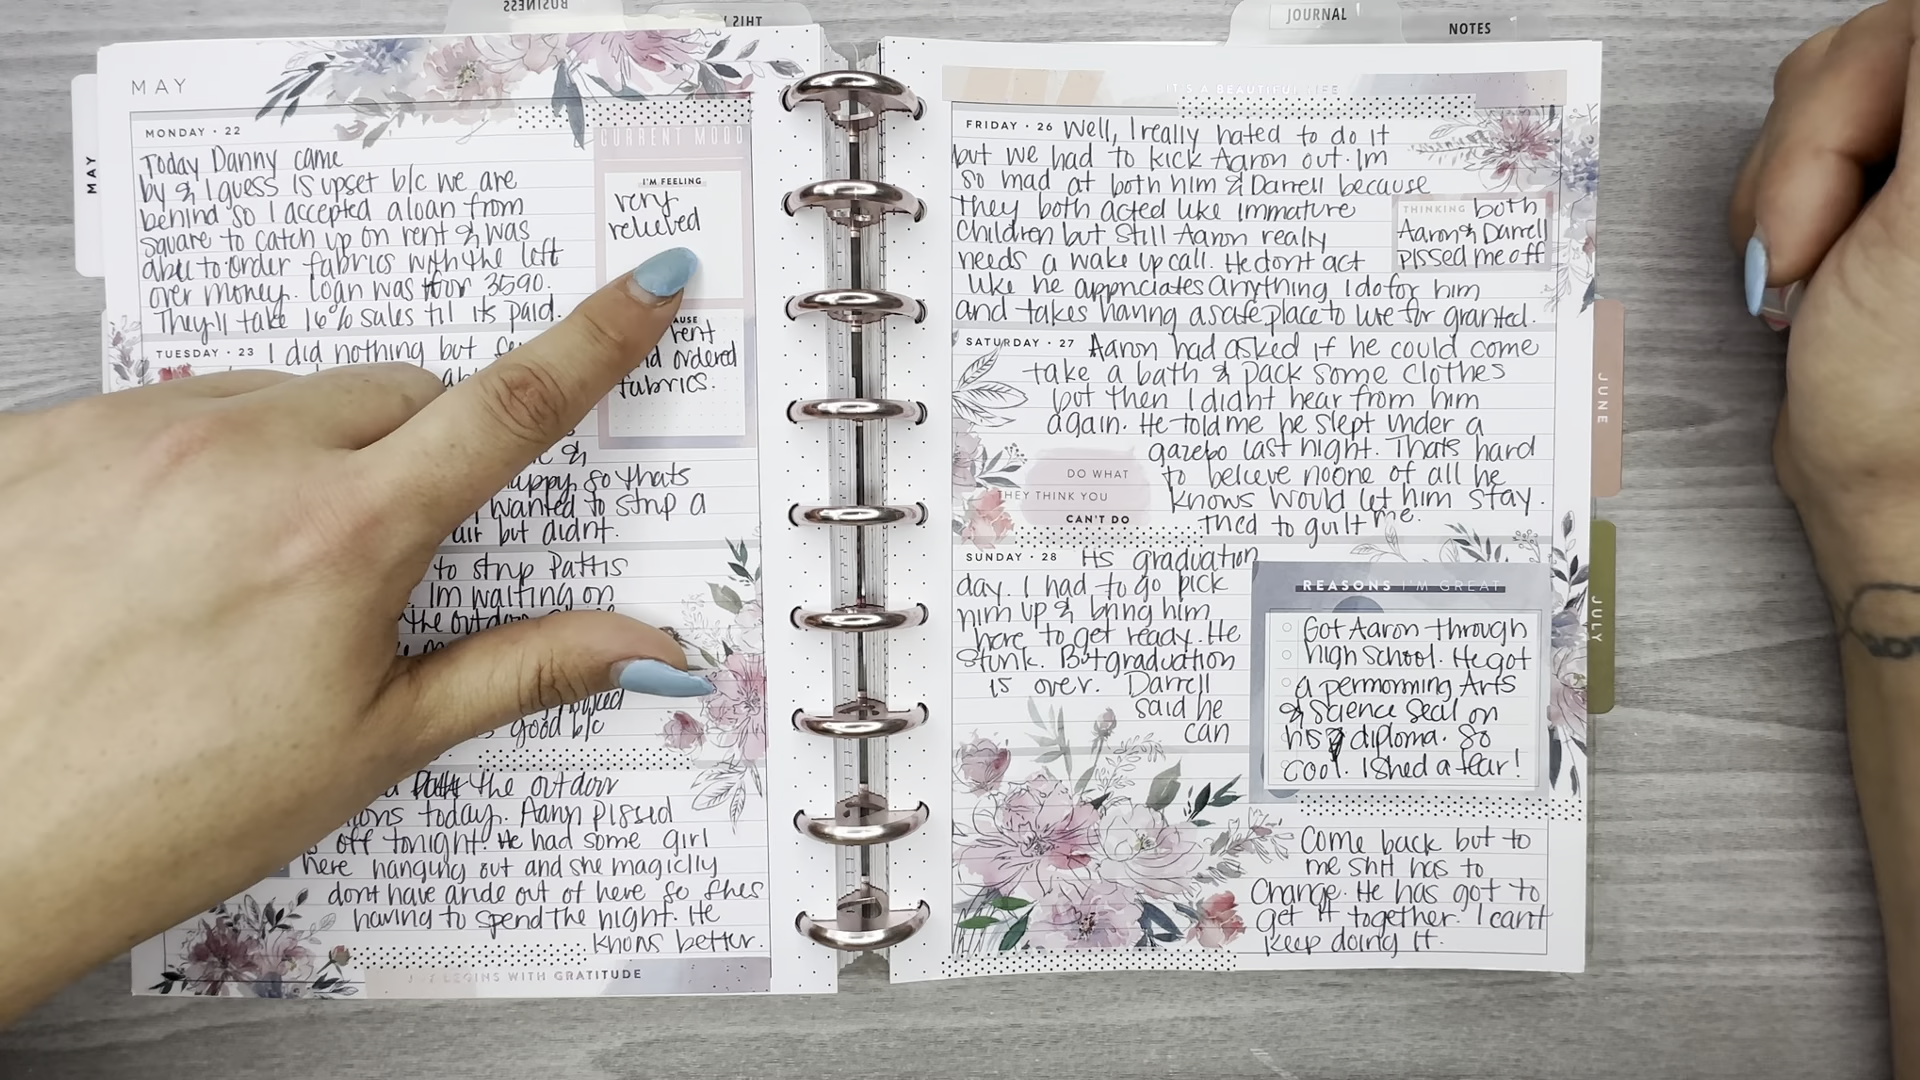 BUSINESS
THIS
JOURNAL
NOTES
MAY
MAY
MONDAY · 22
Today Danny came
by & I guess is upset b/c we are
behind so I accepted a loan from
Square to catch up on rent & was
able to order fabrics with the left
over money. Loan was for 3590.
They'll take 16% sales til its paid.
CURRENT MOOD
I'M FEELING
very
relieved
rent
ordered
fabrics.
TUESDAY · 23 I did nothing but
&
happy so thats
wanted to strip a
but didnt.
to strip Pattis
Im waiting on
the
good b/c
the outdoor
today. Aaron pissed
off tonight. He had some girl
here hanging out and she magiclly
dont have a ride out of here so shes
having to spend the night. He
knows better.
BEGINS WITH GRATITUDE
IT'S A BEAUTIFUL LIFE
FRIDAY · 26 Well, I really hated to do it
but we had to kick Aaron out. Im
so mad at both him & Darrell because
they both acted like immature
children but still Aaron really
needs a wake up call. He dont act
like he appriciates anything I do for him
and takes having a safe place to live for granted.
THINKING both
Aaron & Darrell
pissed me off
SATURDAY · 27 Aaron had asked if he could come
take a bath & pack some clothes
but then I didnt hear from him
again. He told me he slept under a
gazebo last night. Thats hard
to believe noone of all he
knows would let him stay.
tried to guilt me.
DO WHAT
THEY THINK YOU
CAN'T DO
SUNDAY · 28 Its graduation
day. I had to go pick
him up & bring him
here to get ready. He
stunk. But graduation
is over. Darrell
said he
can
REASONS I'M GREAT
Got Aaron through
high school. He got
a permorming Arts
& Science Seal on
his diploma. So
cool. I shed a tear!
Come back but to
me shit has to
Change. He has got to
get it together. I cant
keep doing it.
JUNE
JULY